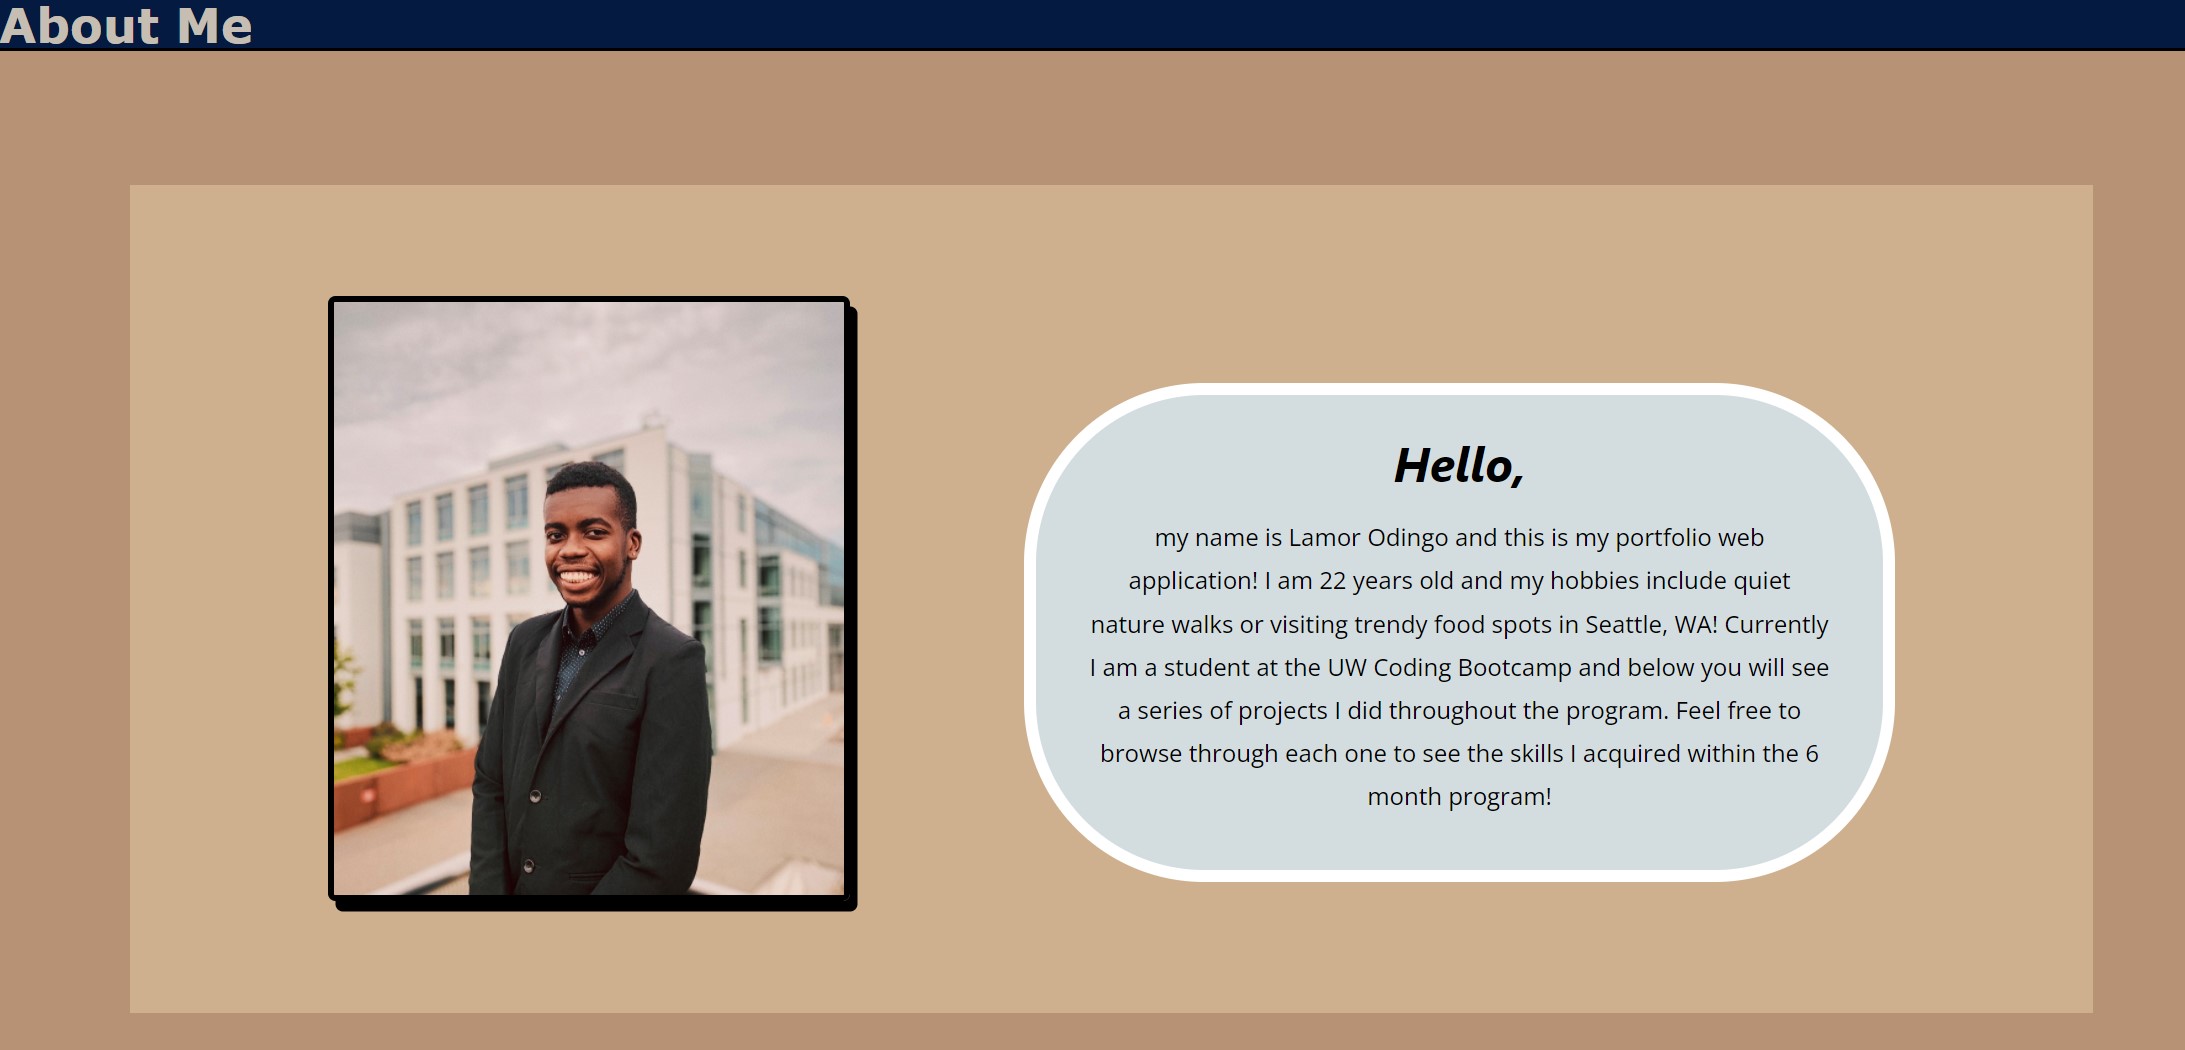 About Me
Hello,
my name is Lamor Odingo and this is my portfolio web
application! I am 22 years old and my hobbies include quiet
nature walks or visiting trendy food spots in Seattle, WA! Currently
I am a student at the UW Coding Bootcamp and below you will see
a series of projects I did throughout the program. Feel free to
browse through each one to see the skills I acquired within the 6
month program!